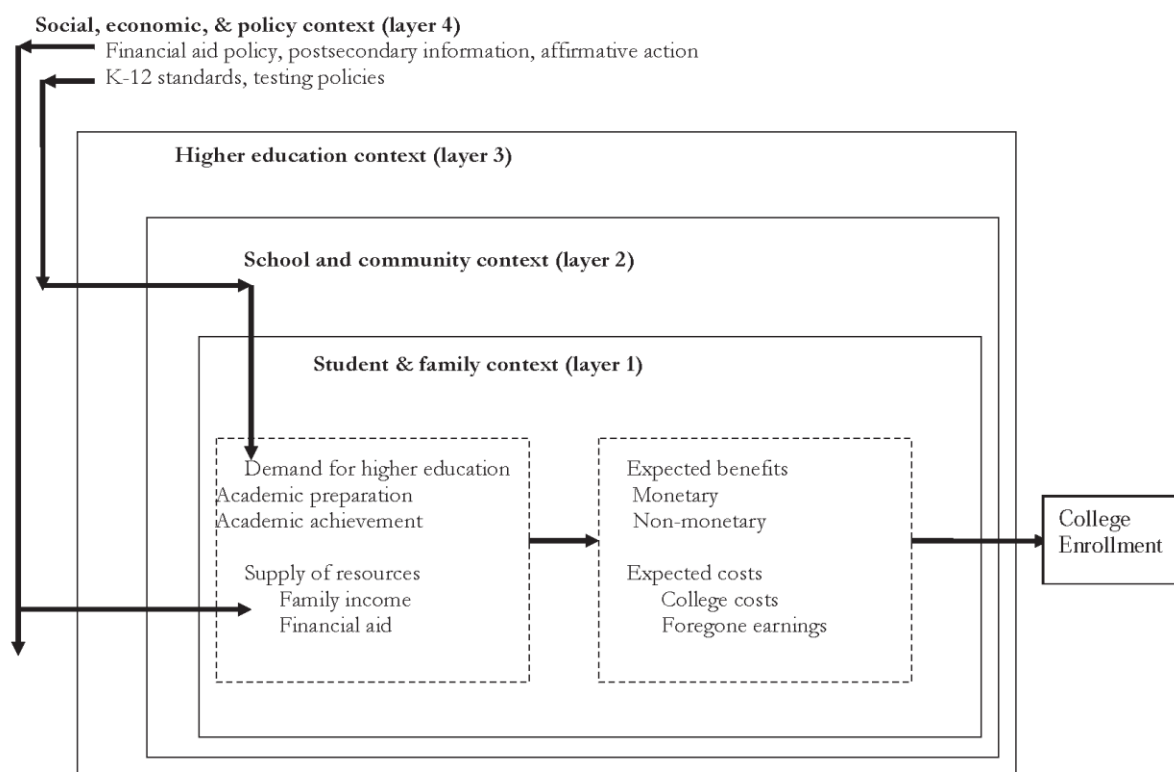 Social, economic, & policy context (layer 4)
Financial aid policy, postsecondary information, affirmative action
K-12 standards, testing policies
Higher education context (layer 3)
School and community context (layer 2)
Student & family context (layer 1)
Demand for higher education
Academic preparation
Academic achievement
Supply of resources
Family income
Financial aid
Expected benefits
Monetary
Non-monetary
Expected costs
College costs
Foregone earnings
College
Enrollment